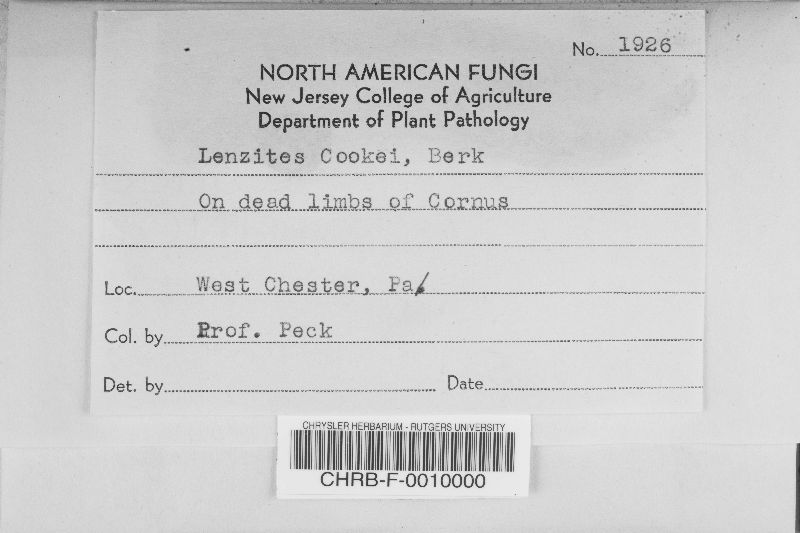 No. 1926
NORTH AMERICAN FUNGI
New Jersey College of Agriculture
Department of Plant Pathology
Lenzites Cookei, Berk
On dead limbs of Cornus
Loc. West Chester, Pa.
Col. by Prof. Peck
Det. by Date
CHRYSLER HERBARIUM - RUTGERS UNIVERSITY
CHRB-F-0010000